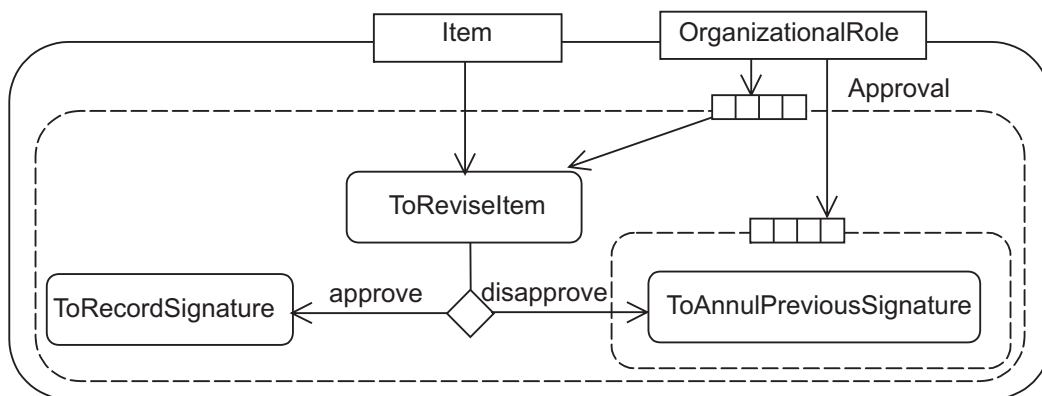 Item
OrganizationalRole
Approval
ToReviseItem
approve
disapprove
ToRecordSignature
ToAnnulPreviousSignature